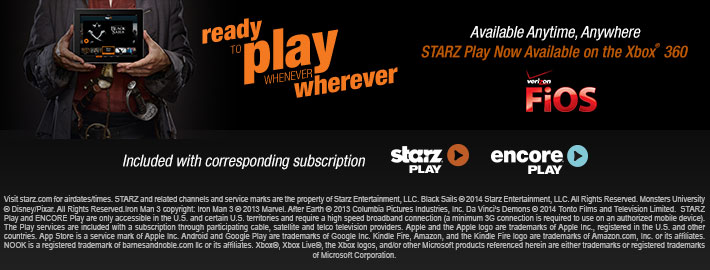 BLACK SAILS
ready
TO play
WHENEVER
wherever
Available Anytime, Anywhere
STARZ Play Now Available on the Xbox® 360
verizon
FiOS
Included with corresponding subscription
starz
PLAY
encore
PLAY
Visit starz.com for airdates/times. STARZ and related channels and service marks are the property of Starz Entertainment, LLC. Black Sails ® 2014 Starz Entertainment, LLC. All Rights Reserved. Monsters University
® Disney/Pixar. All Rights Reserved.Iron Man 3 copyright: Iron Man 3 ® 2013 Marvel. After Earth ® 2013 Columbia Pictures Industries, Inc. Da Vinci's Demons ® 2014 Tonto Films and Television Limited. STARZ
Play and ENCORE Play are only accessible in the U.S. and certain U.S. territories and require a high speed broadband connection (a minimum 3G connection is required to use on an authorized mobile device).
The Play services are included with a subscription through participating cable, satellite and telco television providers. Apple and the Apple logo are trademarks of Apple Inc., registered in the U.S. and other
countries. App Store is a service mark of Apple Inc. Android and Google Play are trademarks of Google Inc. Kindle Fire, Amazon, and the Kindle Fire logo are trademarks of Amazon.com, Inc. or its affiliates.
NOOK is a registered trademark of barnesandnoble.com llc or its affiliates. Xbox®, Xbox Live®, the Xbox logos, and/or other Microsoft products referenced herein are either trademarks or registered trademarks
of Microsoft Corporation.